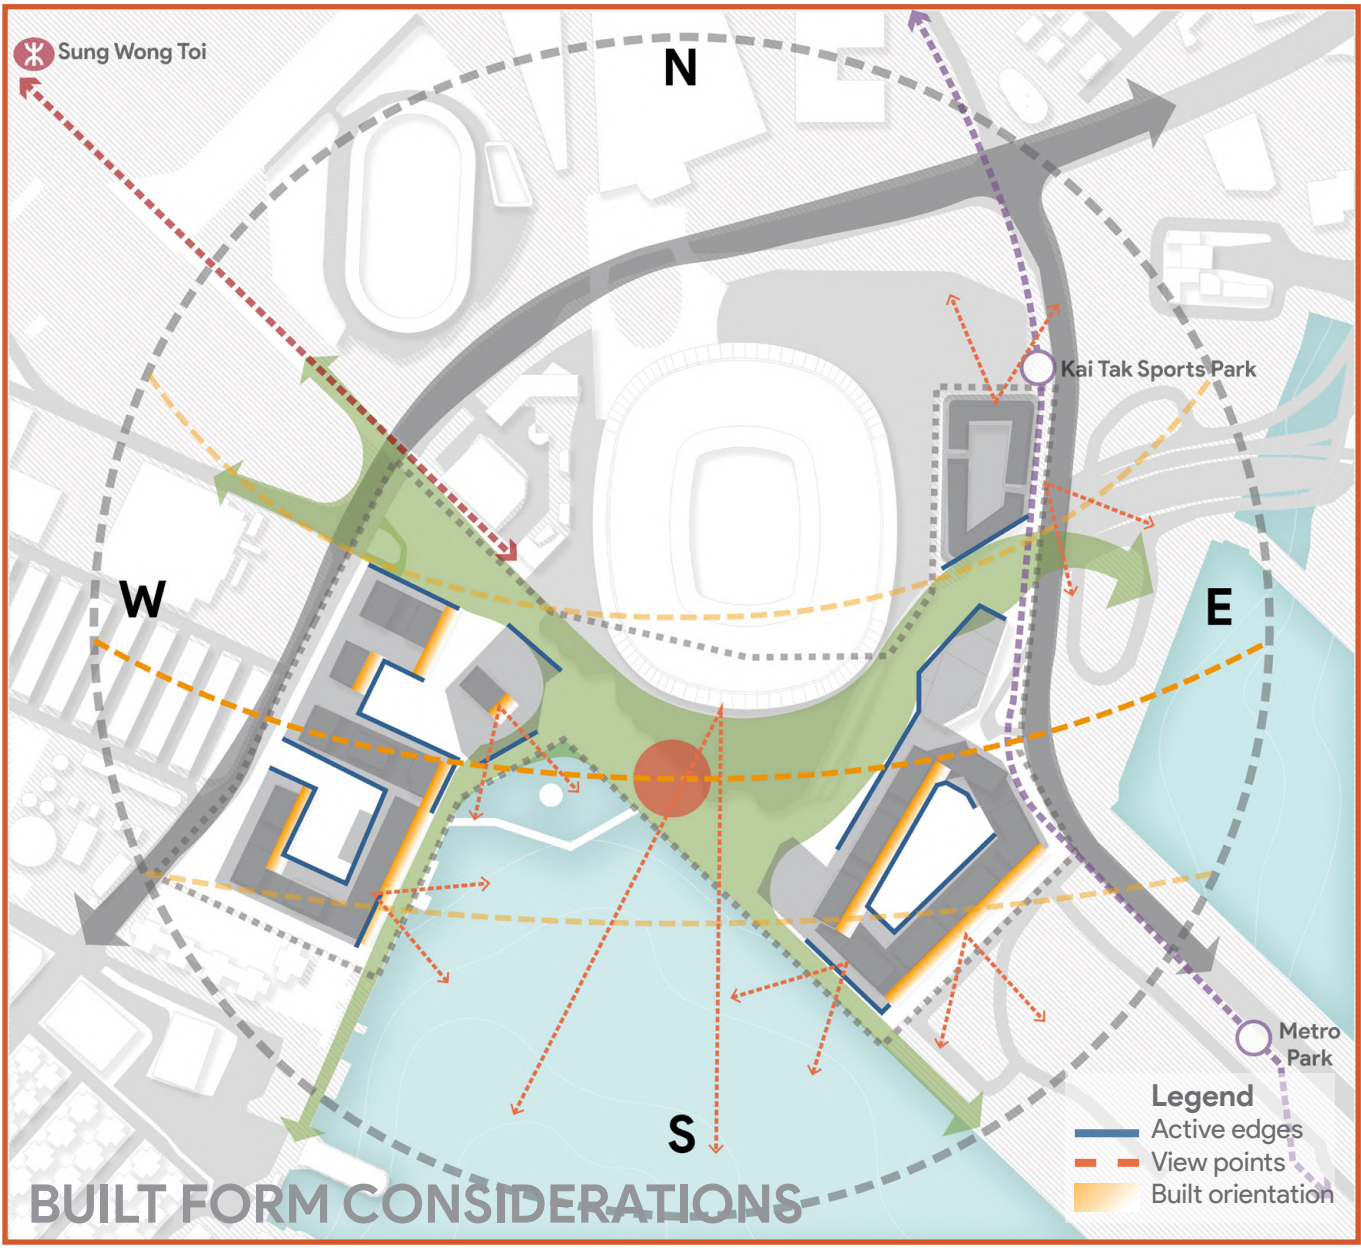 Sung Wong Toi
N
Kai Tak Sports Park
W
E
Metro
Park
S
Legend
Active edges
View points
Built orientation
BUILT FORM CONSIDERATIONS